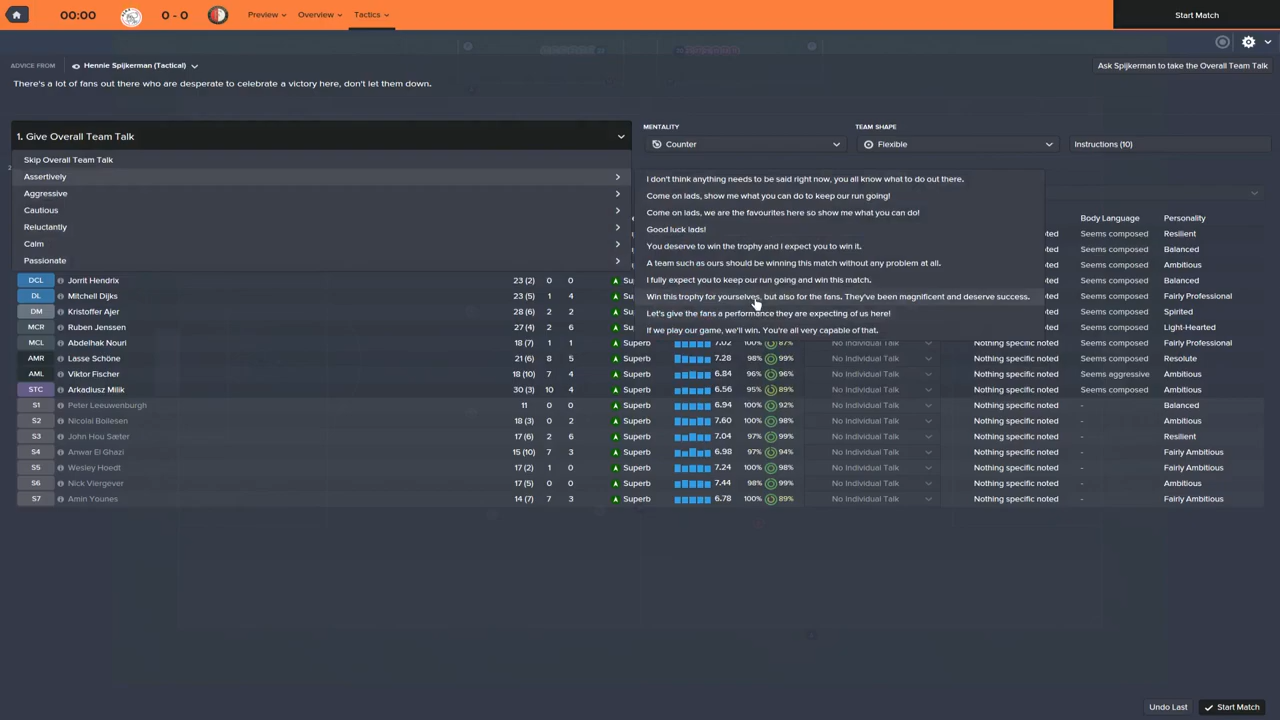 00:00 0 - 0 Preview Overview Tactics Start Match
ADVICE FROM Hennie Spijkerman (Tactical) Ask Spijkerman to take the Overall Team Talk
There's a lot of fans out there who are desperate to celebrate a victory here, don't let them down.
1. Give Overall Team Talk
MENTALITY TEAM SHAPE
Counter Flexible Instructions (10)
Skip Overall Team Talk
Assertively
Aggressive
Cautious
Reluctantly
Calm
Passionate
I don't think anything needs to be said right now, you all know what to do out there.
Come on lads, show me what you can do to keep our run going!
Come on lads, we are the favourites here so show me what you can do!
Good luck lads!
You deserve to win the trophy and I expect you to win it.
A team such as ours should be winning this match without any problem at all.
I fully expect you to keep our run going and win this match.
Win this trophy for yourselves, but also for the fans. They've been magnificent and deserve success.
Let's give the fans a performance they are expecting of us here!
If we play our game, we'll win. You're all very capable of that.
Body Language Personality
noted Seems composed Resilient
noted Seems composed Balanced
noted Seems composed Ambitious
DCL Jorrit Hendrix 23 (2) 0 0 Superb noted Seems composed Balanced
DL Mitchell Dijks 23 (5) 1 4 Superb noted Seems composed Fairly Professional
DM Kristoffer Ajer 28 (6) 2 2 Superb noted Seems composed Spirited
MCR Ruben Jenssen 27 (4) 2 6 Superb noted Seems composed Light-Hearted
MCL Abdelhak Nouri 18 (7) 1 1 Superb 7.02 100% 87% No Individual Talk Nothing specific noted Seems composed Fairly Professional
AMR Lasse Schöne 21 (6) 8 5 Superb 7.28 98% 99% No Individual Talk Nothing specific noted Seems composed Resolute
AML Viktor Fischer 18 (10) 7 4 Superb 6.84 96% 96% No Individual Talk Nothing specific noted Seems aggressive Ambitious
STC Arkadiusz Milik 30 (3) 10 4 Superb 6.56 95% 89% No Individual Talk Nothing specific noted Seems composed Ambitious
S1 Peter Leeuwenburgh 11 0 0 Superb 6.94 100% 92% No Individual Talk Nothing specific noted - Balanced
S2 Nicolai Boilesen 18 (3) 0 2 Superb 7.60 100% 98% No Individual Talk Nothing specific noted - Ambitious
S3 John Hou Sæter 17 (6) 2 6 Superb 7.04 97% 99% No Individual Talk Nothing specific noted - Resilient
S4 Anwar El Ghazi 15 (10) 7 3 Superb 6.98 97% 94% No Individual Talk Nothing specific noted - Fairly Ambitious
S5 Wesley Hoedt 17 (2) 1 0 Superb 7.24 100% 98% No Individual Talk Nothing specific noted - Fairly Ambitious
S6 Nick Viergever 17 (5) 0 0 Superb 7.44 98% 99% No Individual Talk Nothing specific noted - Ambitious
S7 Amin Younes 14 (7) 7 3 Superb 6.78 100% 89% No Individual Talk Nothing specific noted - Fairly Ambitious
Undo Last Start Match